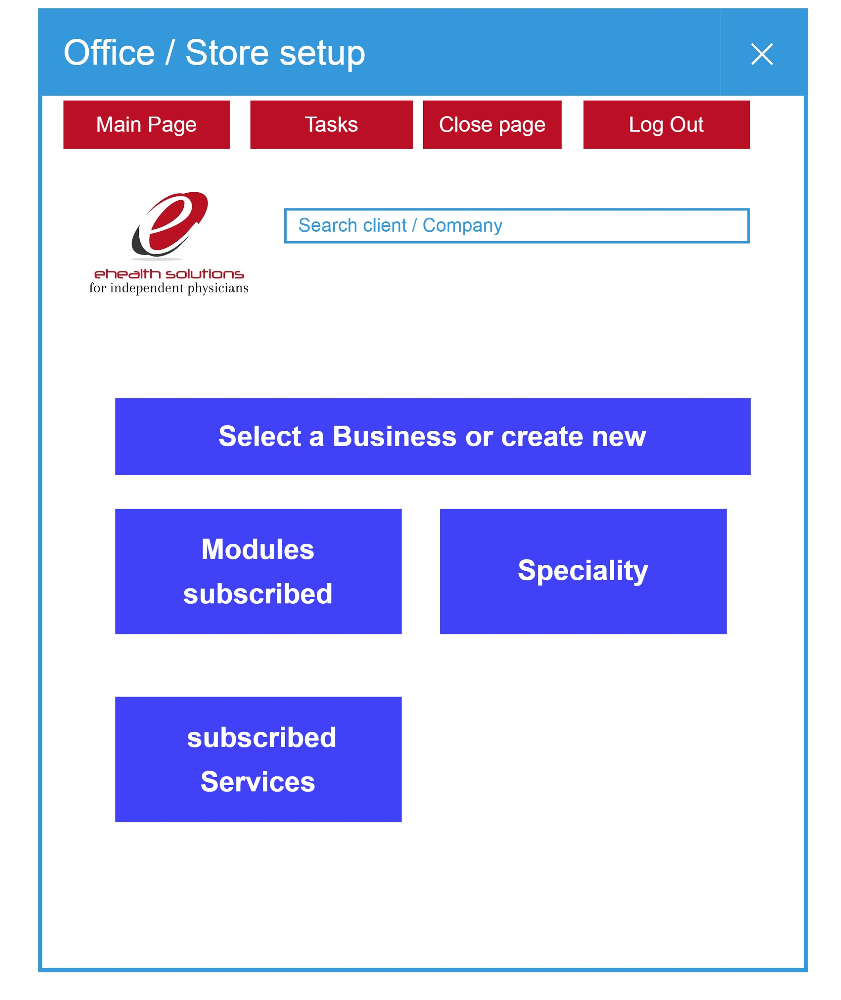 Office / Store setup
Main Page
Tasks
Close page
Log Out
Search client / Company
ehealth solutions
for independent physicians
Select a Business or create new
Modules
subscribed
Speciality
subscribed
Services